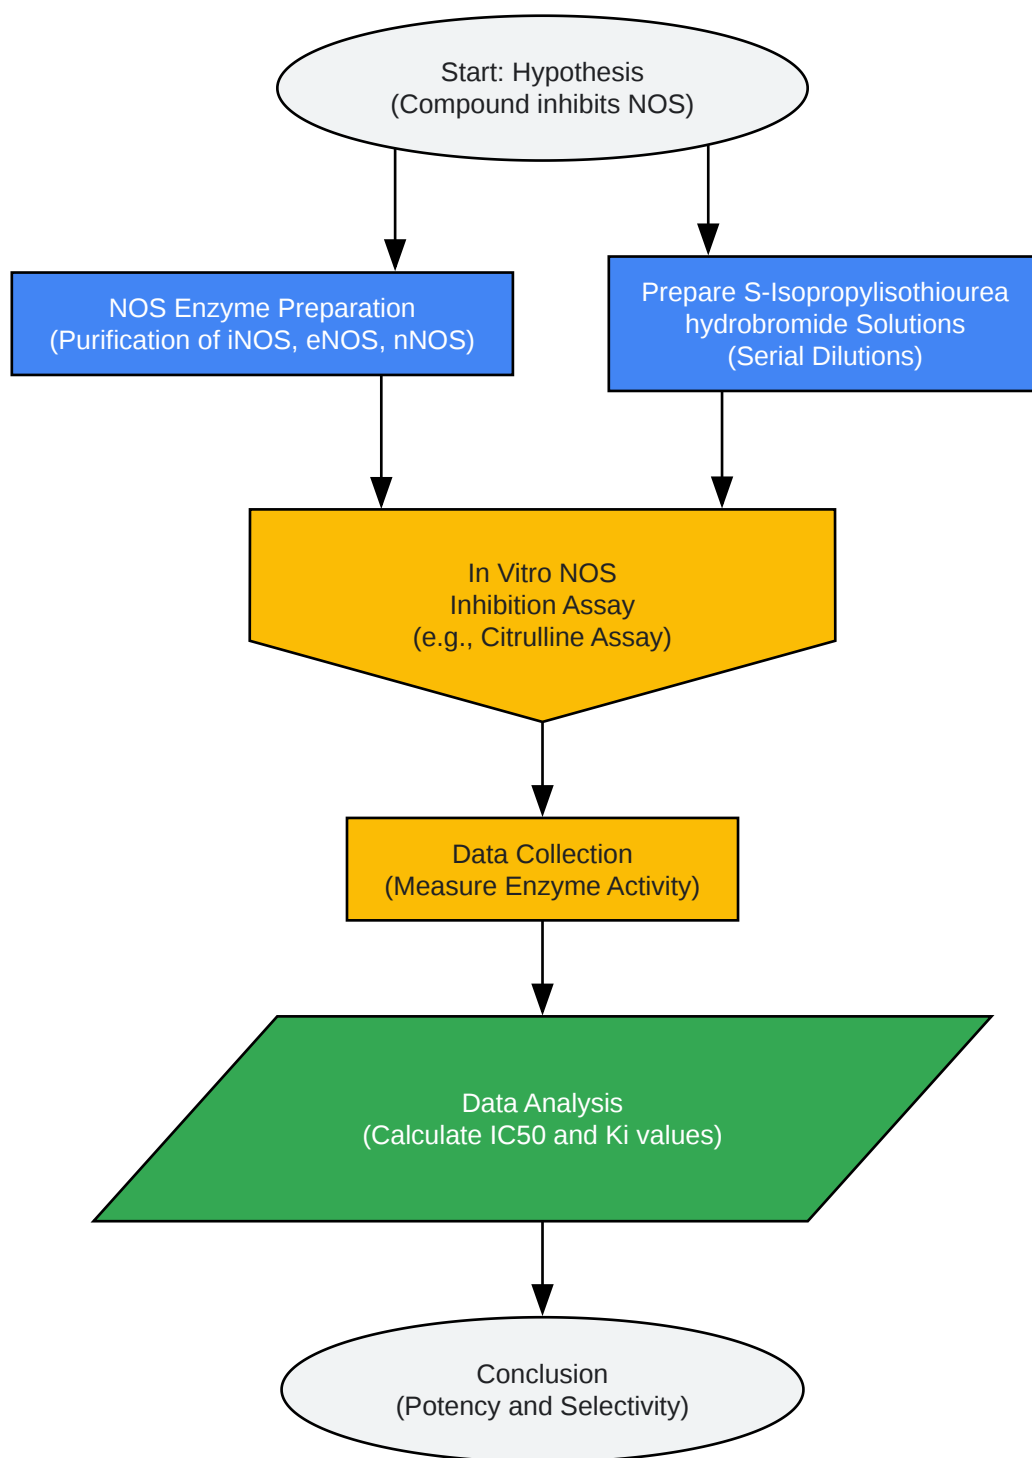 Start: Hypothesis
(Compound inhibits NOS)
NOS Enzyme Preparation
(Purification of iNOS, eNOS, nNOS)
Prepare S-Isopropylisothiourea
hydrobromide Solutions
(Serial Dilutions)
In Vitro NOS
Inhibition Assay
(e.g., Citrulline Assay)
Data Collection
(Measure Enzyme Activity)
Data Analysis
(Calculate IC50 and Ki values)
Conclusion
(Potency and Selectivity)